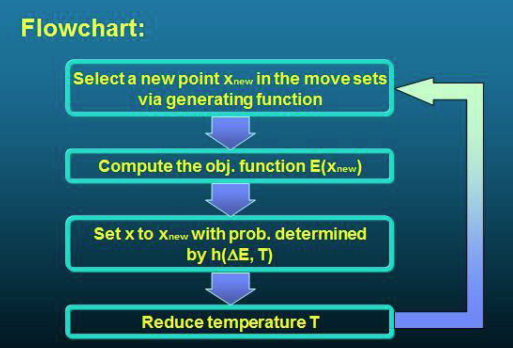 Flowchart:
Select a new point xnew in the move sets
via generating function
Compute the obj. function E(xnew)
Set x to xnew with prob. determined
by h(ΔE, T)
Reduce temperature T